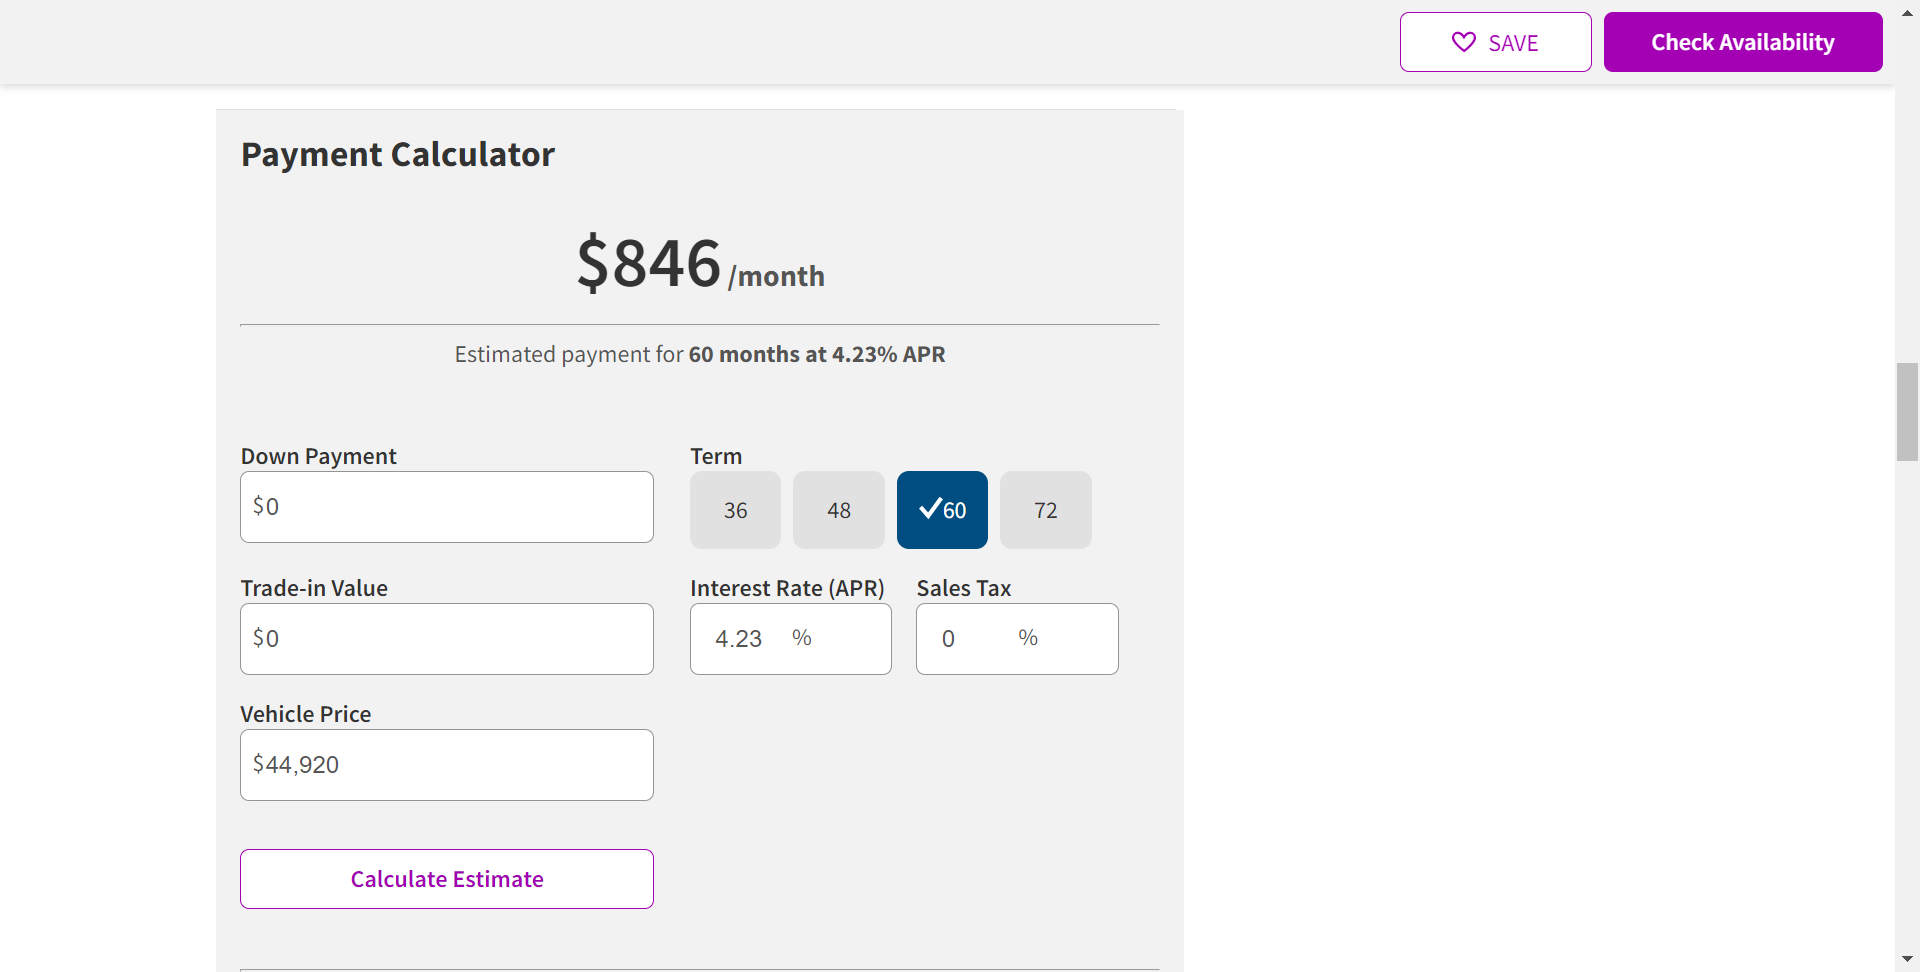 SAVE
Check Availability
Payment Calculator
$846 /month
Estimated payment for 60 months at 4.23% APR
Down Payment
$0
Term
36
48
60
72
Trade-in Value
$0
Interest Rate (APR)
4.23 %
Sales Tax
0 %
Vehicle Price
$44,920
Calculate Estimate